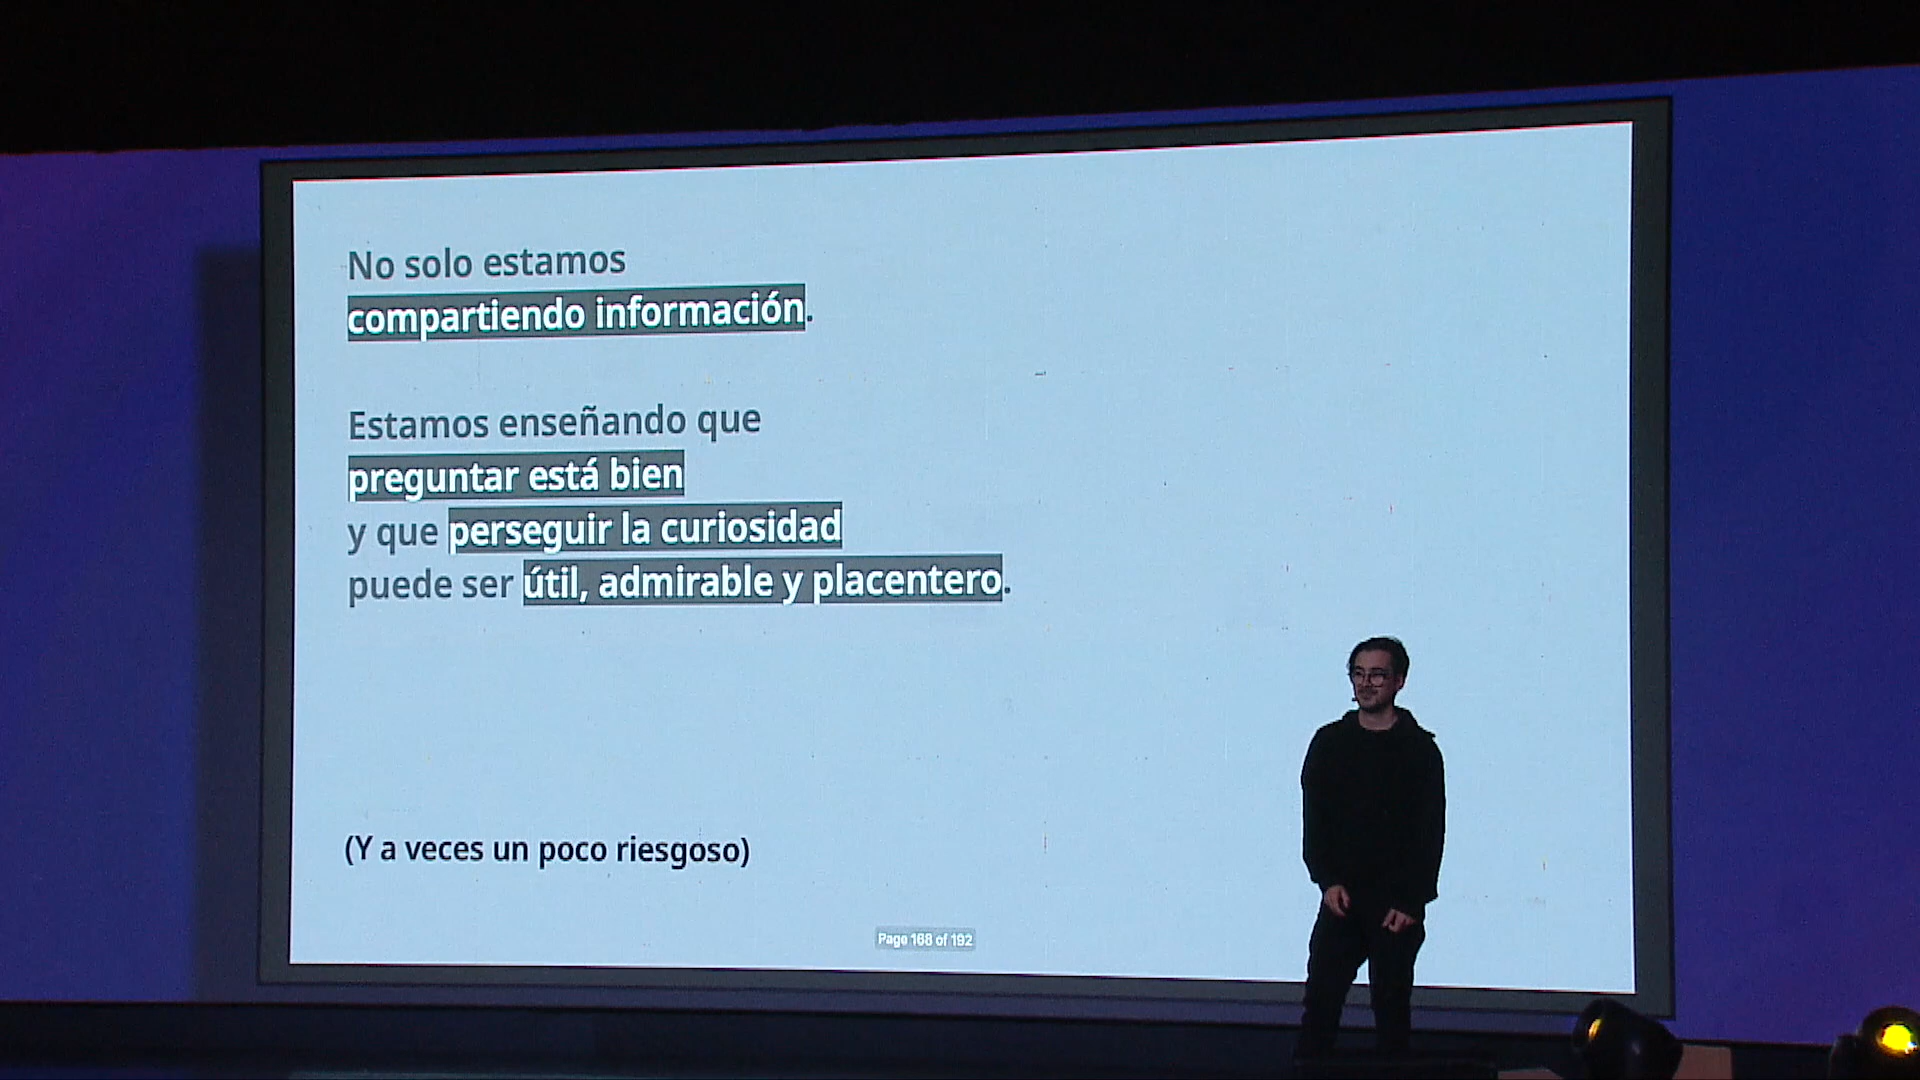 No solo estamos
compartiendo información.
Estamos enseñando que
preguntar está bien
y que perseguir la curiosidad
puede ser útil, admirable y placentero.
(Y a veces un poco riesgoso)
Page 168 of 192